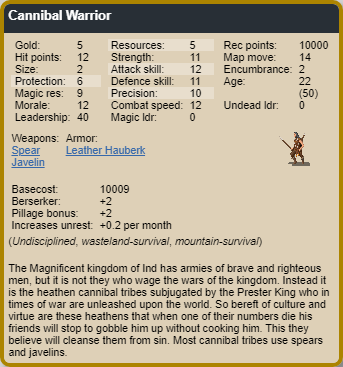 Cannibal Warrior
Gold: 5 Resources: 5 Rec points: 10000
Hit points: 12 Strength: 11 Map move: 14
Size: 2 Attack skill: 12 Encumbrance: 2
Protection: 6 Defence skill: 11 Age: 22
Magic res: 9 Precision: 10 (50)
Morale: 12 Combat speed: 12 Undead ldr: 0
Leadership: 40 Magic ldr: 0
Weapons: Armor:
Spear Leather Hauberk
Javelin
Basecost: 10009
Berserker: +2
Pillage bonus: +2
Increases unrest: +0.2 per month
(Undisciplined, wasteland-survival, mountain-survival)
The Magnificent kingdom of Ind has armies of brave and righteous
men, but it is not they who wage the wars of the kingdom. Instead it
is the heathen cannibal tribes subjugated by the Prester King who in
times of war are unleashed upon the world. So bereft of culture and
virtue are these heathens that when one of their numbers die his
friends will stop to gobble him up without cooking him. This they
believe will cleanse them from sin. Most cannibal tribes use spears
and javelins.